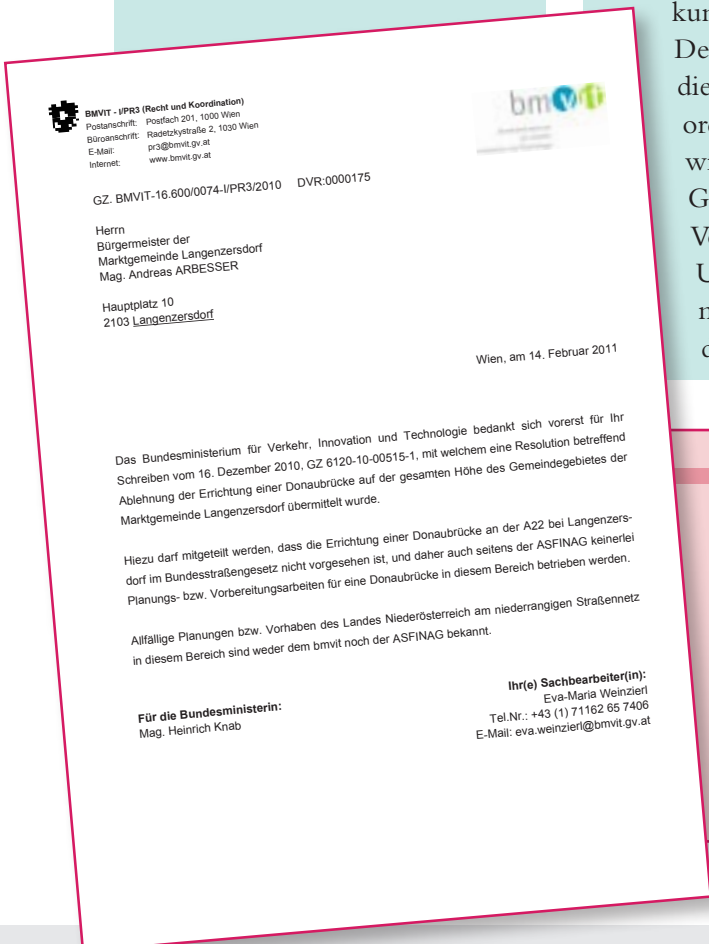 BMVIT - I/PR3 (Recht und Koordination)
Postanschrift: Postfach 201, 1000 Wien
Büroanschrift: Radetzkystraße 2, 1030 Wien
E-Mail: pr3@bmvit.gv.at
Internet: www.bmvit.gv.at
bmvit
GZ. BMVIT-16.600/0074-I/PR3/2010 DVR:0000175
Herrn
Bürgermeister der
Marktgemeinde Langenzersdorf
Mag. Andreas ARBESSER
Hauptplatz 10
2103 Langenzersdorf
Wien, am 14. Februar 2011
Das Bundesministerium für Verkehr, Innovation und Technologie bedankt sich vorerst für Ihr
Schreiben vom 16. Dezember 2010, GZ 6120-10-00515-1, mit welchem eine Resolution betreffend
Ablehnung der Errichtung einer Donaubrücke auf der gesamten Höhe des Gemeindegebietes der
Marktgemeinde Langenzersdorf übermittelt wurde.
Hiezu darf mitgeteilt werden, dass die Errichtung einer Donaubrücke an der A22 bei Langenzers-
dorf im Bundesstraßengesetz nicht vorgesehen ist, und daher auch seitens der ASFINAG keinerlei
Planungs- bzw. Vorbereitungsarbeiten für eine Donaubrücke in diesem Bereich betrieben werden.
Allfällige Planungen bzw. Vorhaben des Landes Niederösterreich am niederrangigen Straßennetz
in diesem Bereich sind weder dem bmvit noch der ASFINAG bekannt.
Für die Bundesministerin:
Mag. Heinrich Knab
Ihr(e) Sachbearbeiter(in):
Eva-Maria Weinzierl
Tel.Nr.: +43 (1) 71162 65 7406
E-Mail: eva.weinzierl@bmvit.gv.at
kun
De
die